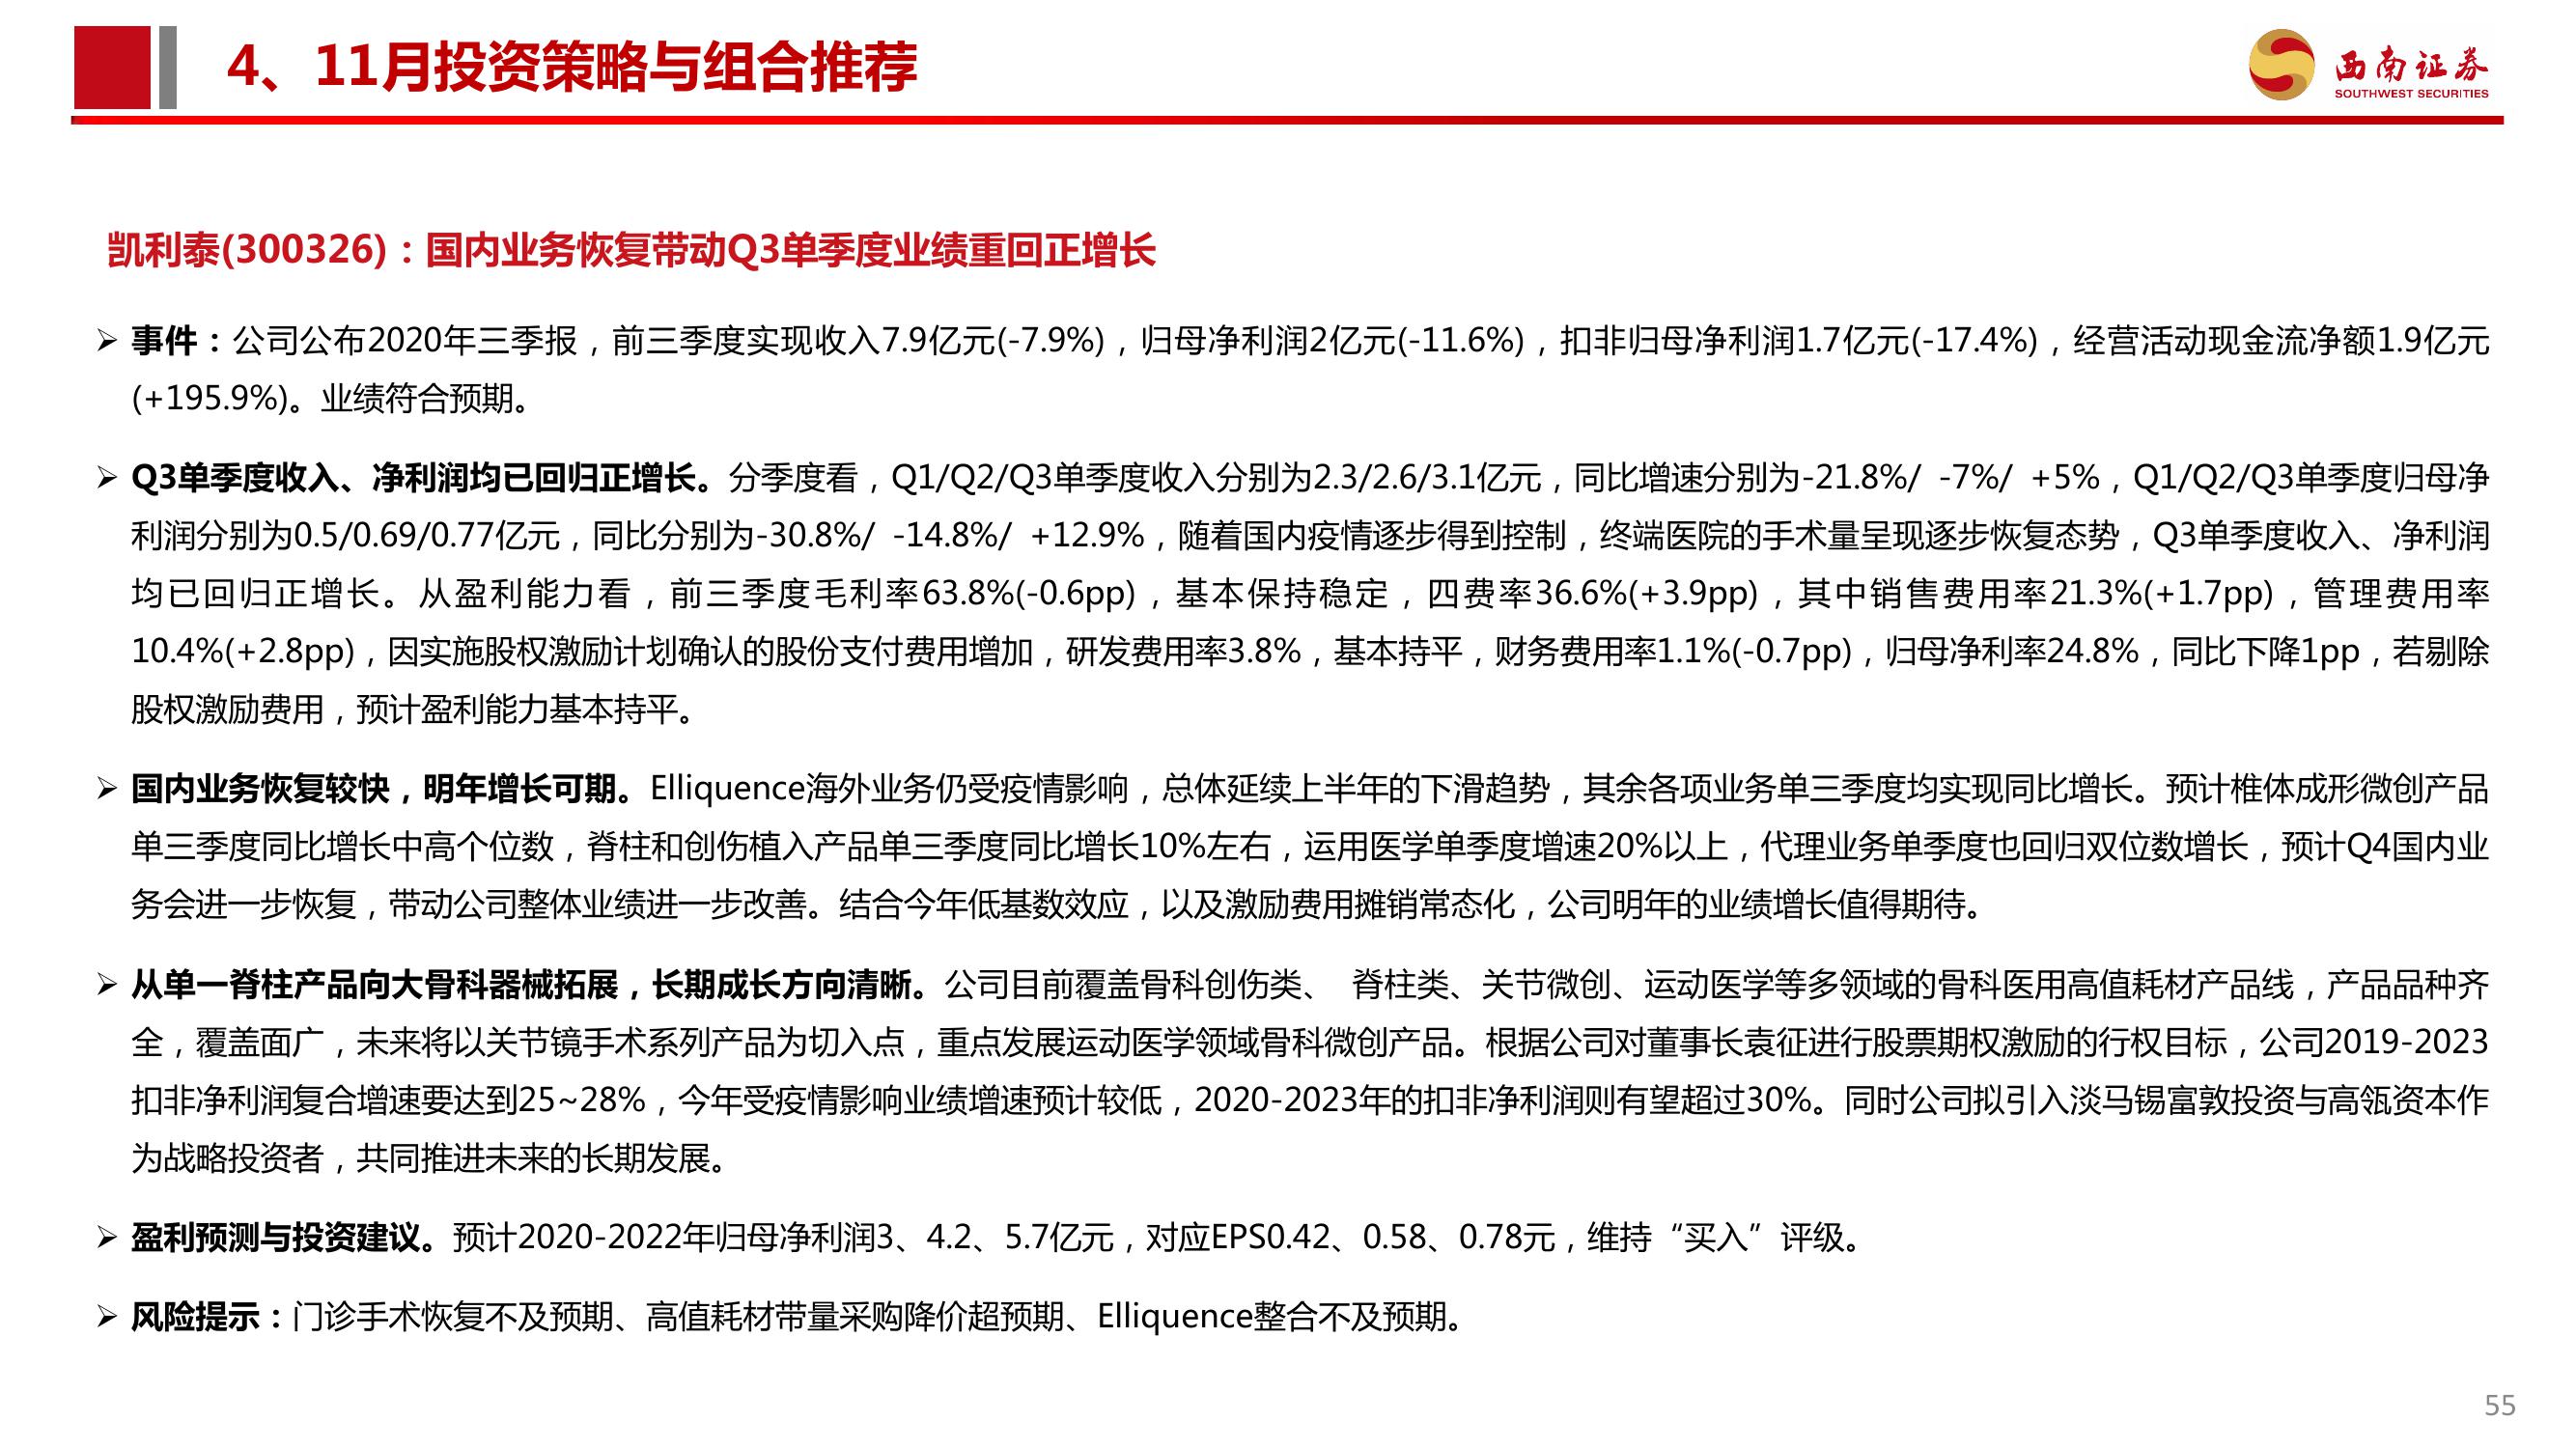 4、11月投资策略与组合推荐
西南证券
SOUTHWEST SECURITIES
凯利泰(300326)：国内业务恢复带动Q3单季度业绩重回正增长
➢ 事件：公司公布2020年三季报，前三季度实现收入7.9亿元(-7.9%)，归母净利润2亿元(-11.6%)，扣非归母净利润1.7亿元(-17.4%)，经营活动现金流净额1.9亿元
(+195.9%)。业绩符合预期。
➢ Q3单季度收入、净利润均已回归正增长。分季度看，Q1/Q2/Q3单季度收入分别为2.3/2.6/3.1亿元，同比增速分别为-21.8%/ -7%/ +5%，Q1/Q2/Q3单季度归母净
利润分别为0.5/0.69/0.77亿元，同比分别为-30.8%/ -14.8%/ +12.9%，随着国内疫情逐步得到控制，终端医院的手术量呈现逐步恢复态势，Q3单季度收入、净利润
均已回归正增长。从盈利能力看，前三季度毛利率63.8%(-0.6pp)，基本保持稳定，四费率36.6%(+3.9pp)，其中销售费用率21.3%(+1.7pp)，管理费用率
10.4%(+2.8pp)，因实施股权激励计划确认的股份支付费用增加，研发费用率3.8%，基本持平，财务费用率1.1%(-0.7pp)，归母净利率24.8%，同比下降1pp，若剔除
股权激励费用，预计盈利能力基本持平。
➢ 国内业务恢复较快，明年增长可期。Elliquence海外业务仍受疫情影响，总体延续上半年的下滑趋势，其余各项业务单三季度均实现同比增长。预计椎体成形微创产品
单三季度同比增长中高个位数，脊柱和创伤植入产品单三季度同比增长10%左右，运用医学单季度增速20%以上，代理业务单季度也回归双位数增长，预计Q4国内业
务会进一步恢复，带动公司整体业绩进一步改善。结合今年低基数效应，以及激励费用摊销常态化，公司明年的业绩增长值得期待。
➢ 从单一脊柱产品向大骨科器械拓展，长期成长方向清晰。公司目前覆盖骨科创伤类、 脊柱类、关节微创、运动医学等多领域的骨科医用高值耗材产品线，产品品种齐
全，覆盖面广，未来将以关节镜手术系列产品为切入点，重点发展运动医学领域骨科微创产品。根据公司对董事长袁征进行股票期权激励的行权目标，公司2019-2023
扣非净利润复合增速要达到25~28%，今年受疫情影响业绩增速预计较低，2020-2023年的扣非净利润则有望超过30%。同时公司拟引入淡马锡富敦投资与高瓴资本作
为战略投资者，共同推进未来的长期发展。
➢ 盈利预测与投资建议。预计2020-2022年归母净利润3、4.2、5.7亿元，对应EPS0.42、0.58、0.78元，维持“买入”评级。
➢ 风险提示：门诊手术恢复不及预期、高值耗材带量采购降价超预期、Elliquence整合不及预期。
55